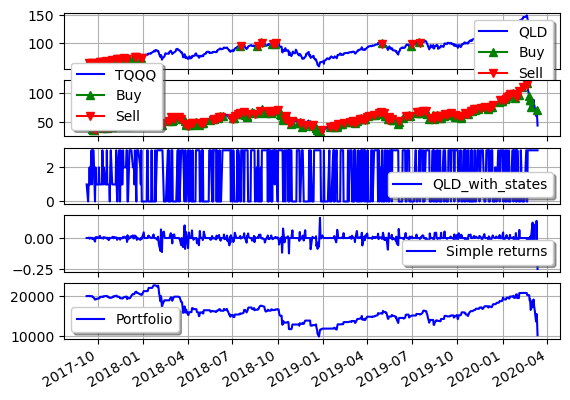 150
100
QLD
Buy
Sell
100
50
TQQQ
Buy
Sell
2
0
QLD_with_states
0.00
−0.25
Simple returns
20000
10000
Portfolio
2017-10
2018-01
2018-04
2018-07
2018-10
2019-01
2019-04
2019-07
2019-10
2020-01
2020-04